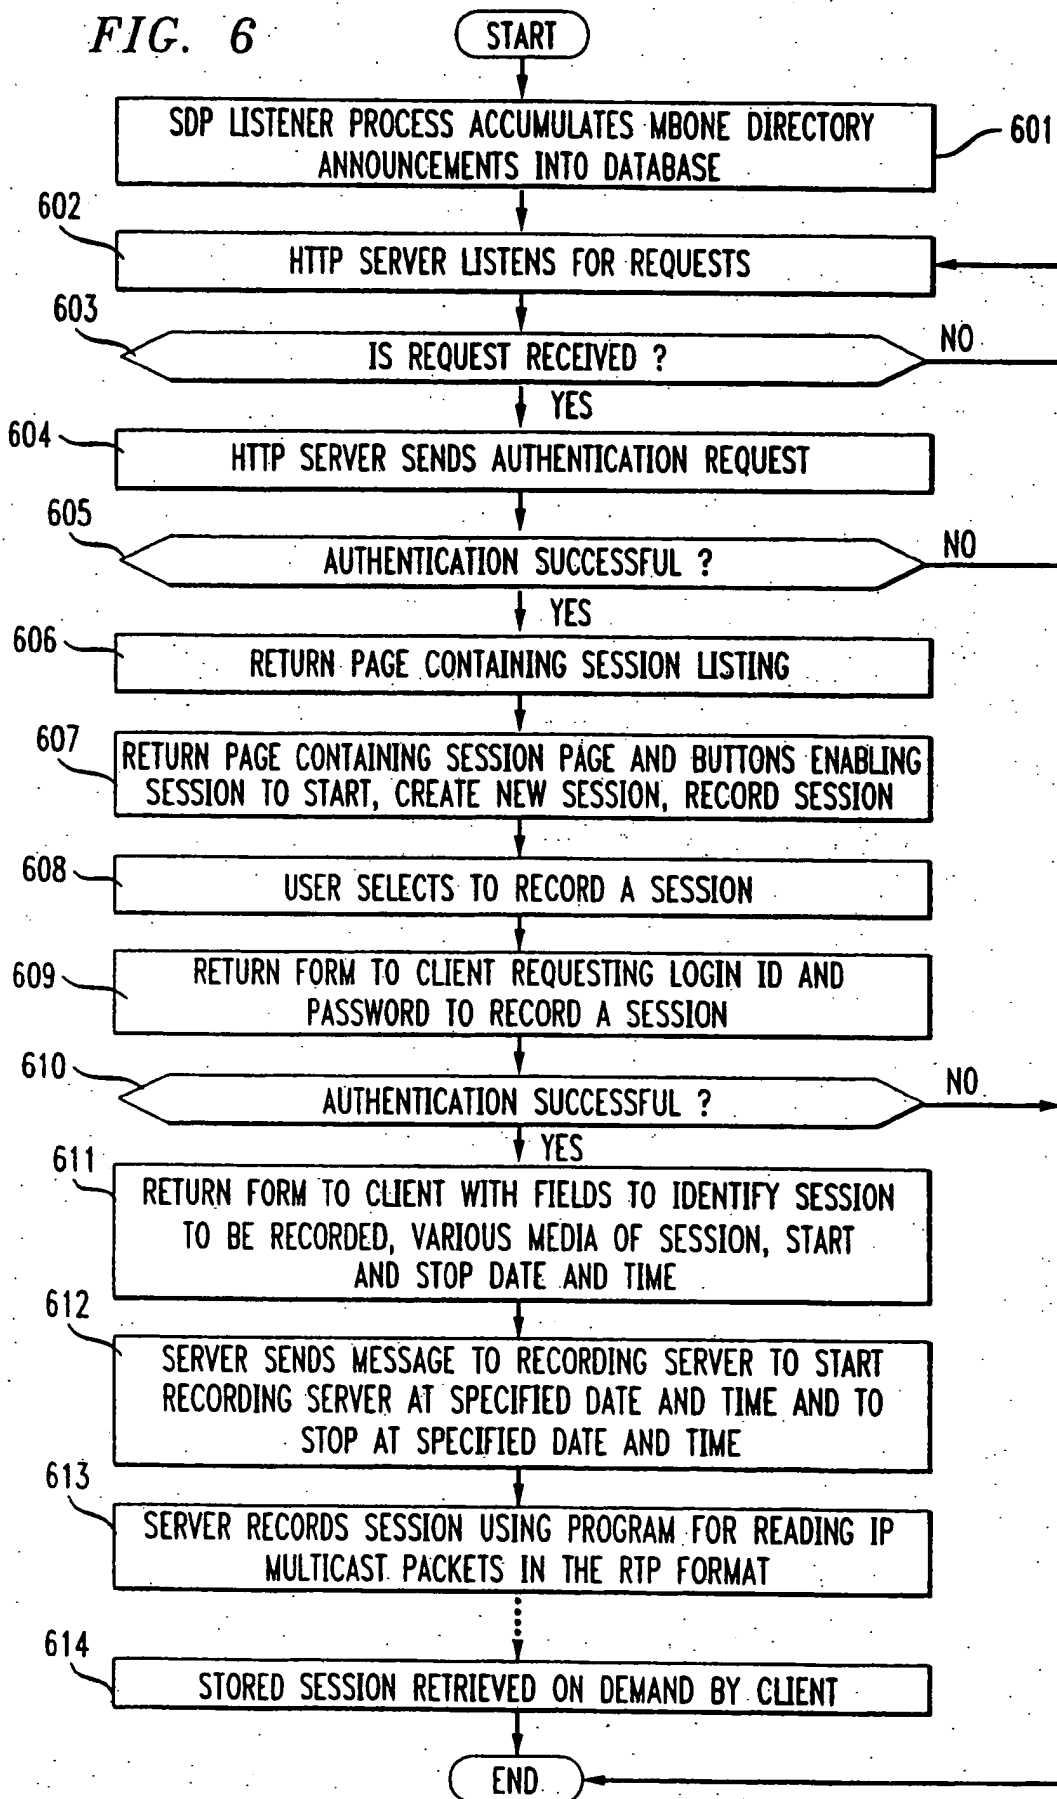 FIG. 6
START
SDP LISTENER PROCESS ACCUMULATES MBONE DIRECTORY
ANNOUNCEMENTS INTO DATABASE
601
602
HTTP SERVER LISTENS FOR REQUESTS
603
IS REQUEST RECEIVED ?
NO
YES
604
HTTP SERVER SENDS AUTHENTICATION REQUEST
605
AUTHENTICATION SUCCESSFUL ?
NO
YES
606
RETURN PAGE CONTAINING SESSION LISTING
607
RETURN PAGE CONTAINING SESSION PAGE AND BUTTONS ENABLING
SESSION TO START, CREATE NEW SESSION, RECORD SESSION
608
USER SELECTS TO RECORD A SESSION
609
RETURN FORM TO CLIENT REQUESTING LOGIN ID AND
PASSWORD TO RECORD A SESSION
610
AUTHENTICATION SUCCESSFUL ?
NO
YES
611
RETURN FORM TO CLIENT WITH FIELDS TO IDENTIFY SESSION
TO BE RECORDED, VARIOUS MEDIA OF SESSION, START
AND STOP DATE AND TIME
612
SERVER SENDS MESSAGE TO RECORDING SERVER TO START
RECORDING SERVER AT SPECIFIED DATE AND TIME AND TO
STOP AT SPECIFIED DATE AND TIME
613
SERVER RECORDS SESSION USING PROGRAM FOR READING IP
MULTICAST PACKETS IN THE RTP FORMAT
614
STORED SESSION RETRIEVED ON DEMAND BY CLIENT
END